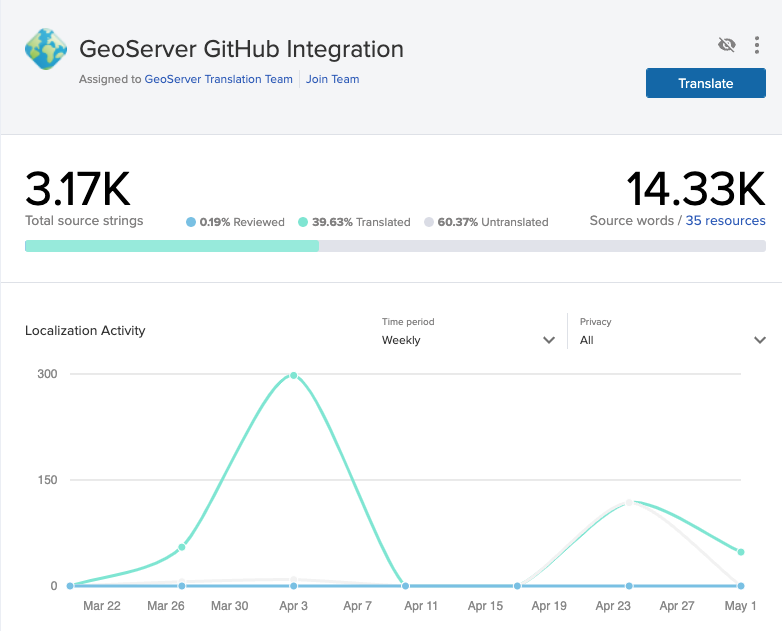 GeoServer GitHub Integration
Assigned to GeoServer Translation Team Join Team
Translate
3.17K
14.33K
Total source strings
0.19% Reviewed 39.63% Translated 60.37% Untranslated
Source words / 35 resources
Localization Activity
Time period
Weekly
Privacy
All
300
150
0
Mar 22 Mar 26 Mar 30 Apr 3 Apr 7 Apr 11 Apr 15 Apr 19 Apr 23 Apr 27 May 1